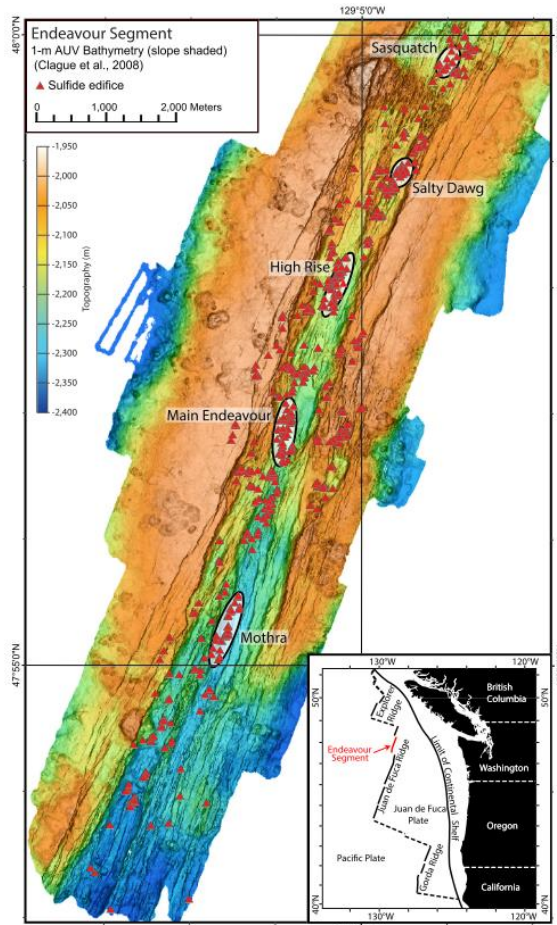 Endeavour Segment
1-m AUV Bathymetry (slope shaded)
(Clague et al., 2008)
Sulfide edifice
0 1,000 2,000 Meters
129°5'0"W
48°0'0"N
Sasquatch
-1,950
-2,000
-2,050
-2,100
-2,150
-2,200
-2,250
-2,300
-2,350
-2,400
Topography (m)
Salty Dawg
High Rise
Main Endeavour
Mothra
47°55'0"N
130°W
120°W
50°N
50°N
British
Columbia
Explorer
Ridge
Endeavour
Segment
Limit of Continental
Shelf
Washington
Juan de Fuca Ridge
Juan de Fuca
Plate
Oregon
Pacific Plate
Gorda Ridge
California
40°N
40°N
130°W
120°W